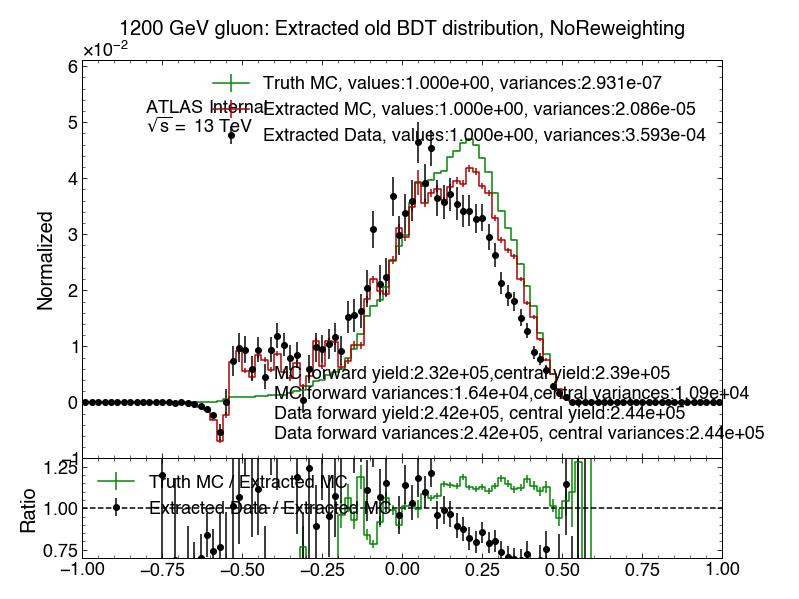 1200 GeV gluon: Extracted old BDT distribution, NoReweighting
×10⁻²
6
Truth MC, values:1.000e+00, variances:2.931e-07
ATLAS Internal
Extracted MC, values:1.000e+00, variances:2.086e-05
√s = 13 TeV
5
Extracted Data, values:1.000e+00, variances:3.593e-04
4
Normalized
3
2
1
MC forward yield:2.32e+05,central yield:2.39e+05
MC forward variances:1.64e+04,central variances:1.09e+04
0
Data forward yield:2.42e+05, central yield:2.44e+05
Data forward variances:2.42e+05, central variances:2.44e+05
−1
1.25
Truth MC / Extracted MC
Ratio
1.00
Extracted Data / Extracted MC
0.75
−1.00 −0.75 −0.50 −0.25 0.00 0.25 0.50 0.75 1.00